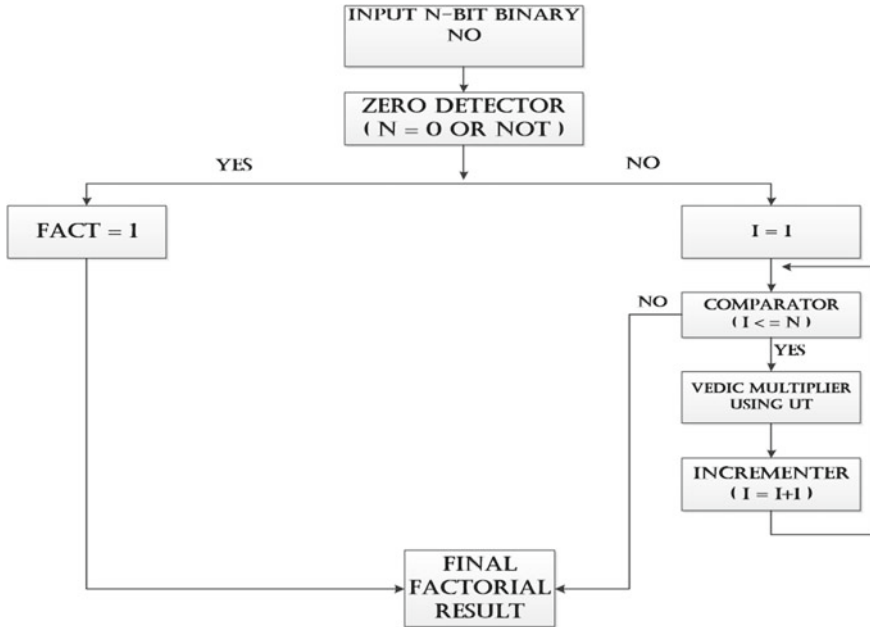 INPUT N-BIT BINARY
NO
ZERO DETECTOR
( N = 0 OR NOT )
YES
NO
FACT = 1
I = 1
NO
COMPARATOR
( I <= N )
YES
VEDIC MULTIPLIER
USING UT
INCREMENTER
( I = I+1 )
FINAL
FACTORIAL
RESULT